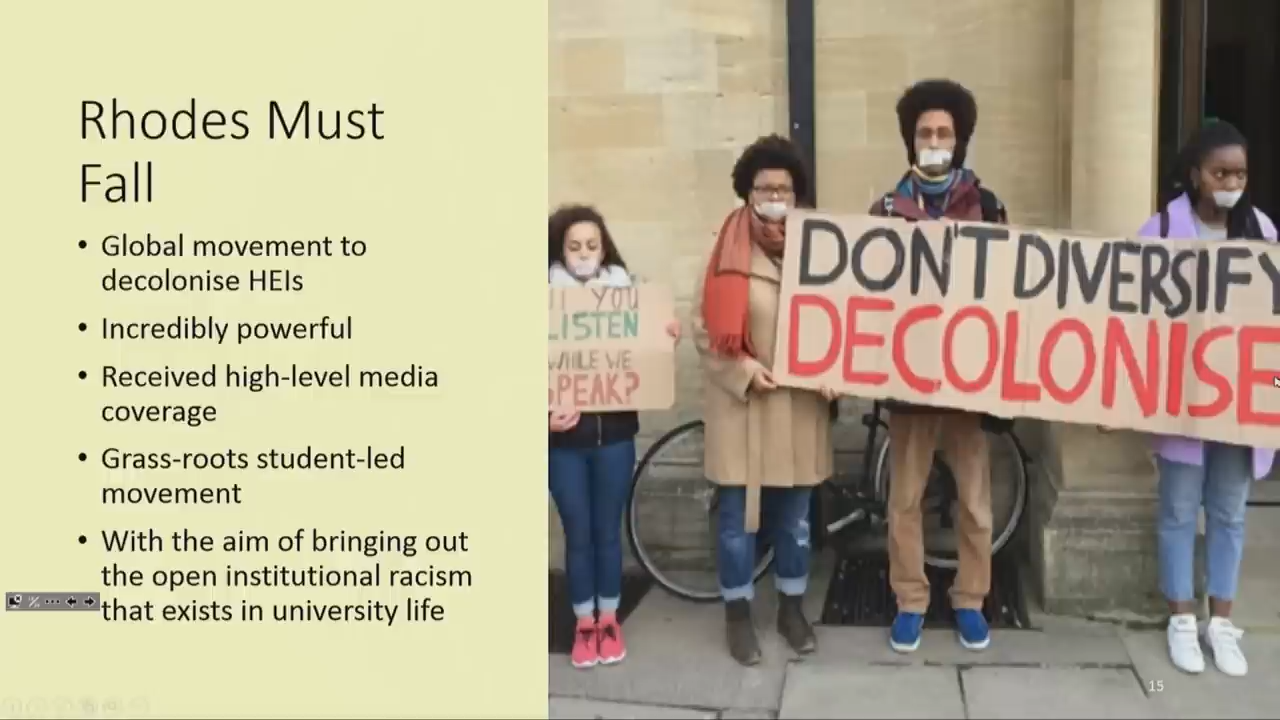 Rhodes Must
Fall
• Global movement to
decolonise HEIs
• Incredibly powerful
• Received high-level media
coverage
• Grass-roots student-led
movement
• With the aim of bringing out
the open institutional racism
that exists in university life
YOU
LISTEN
WHILE WE
SPEAK?
DON'T DIVERSIFY
DECOLONISE
15